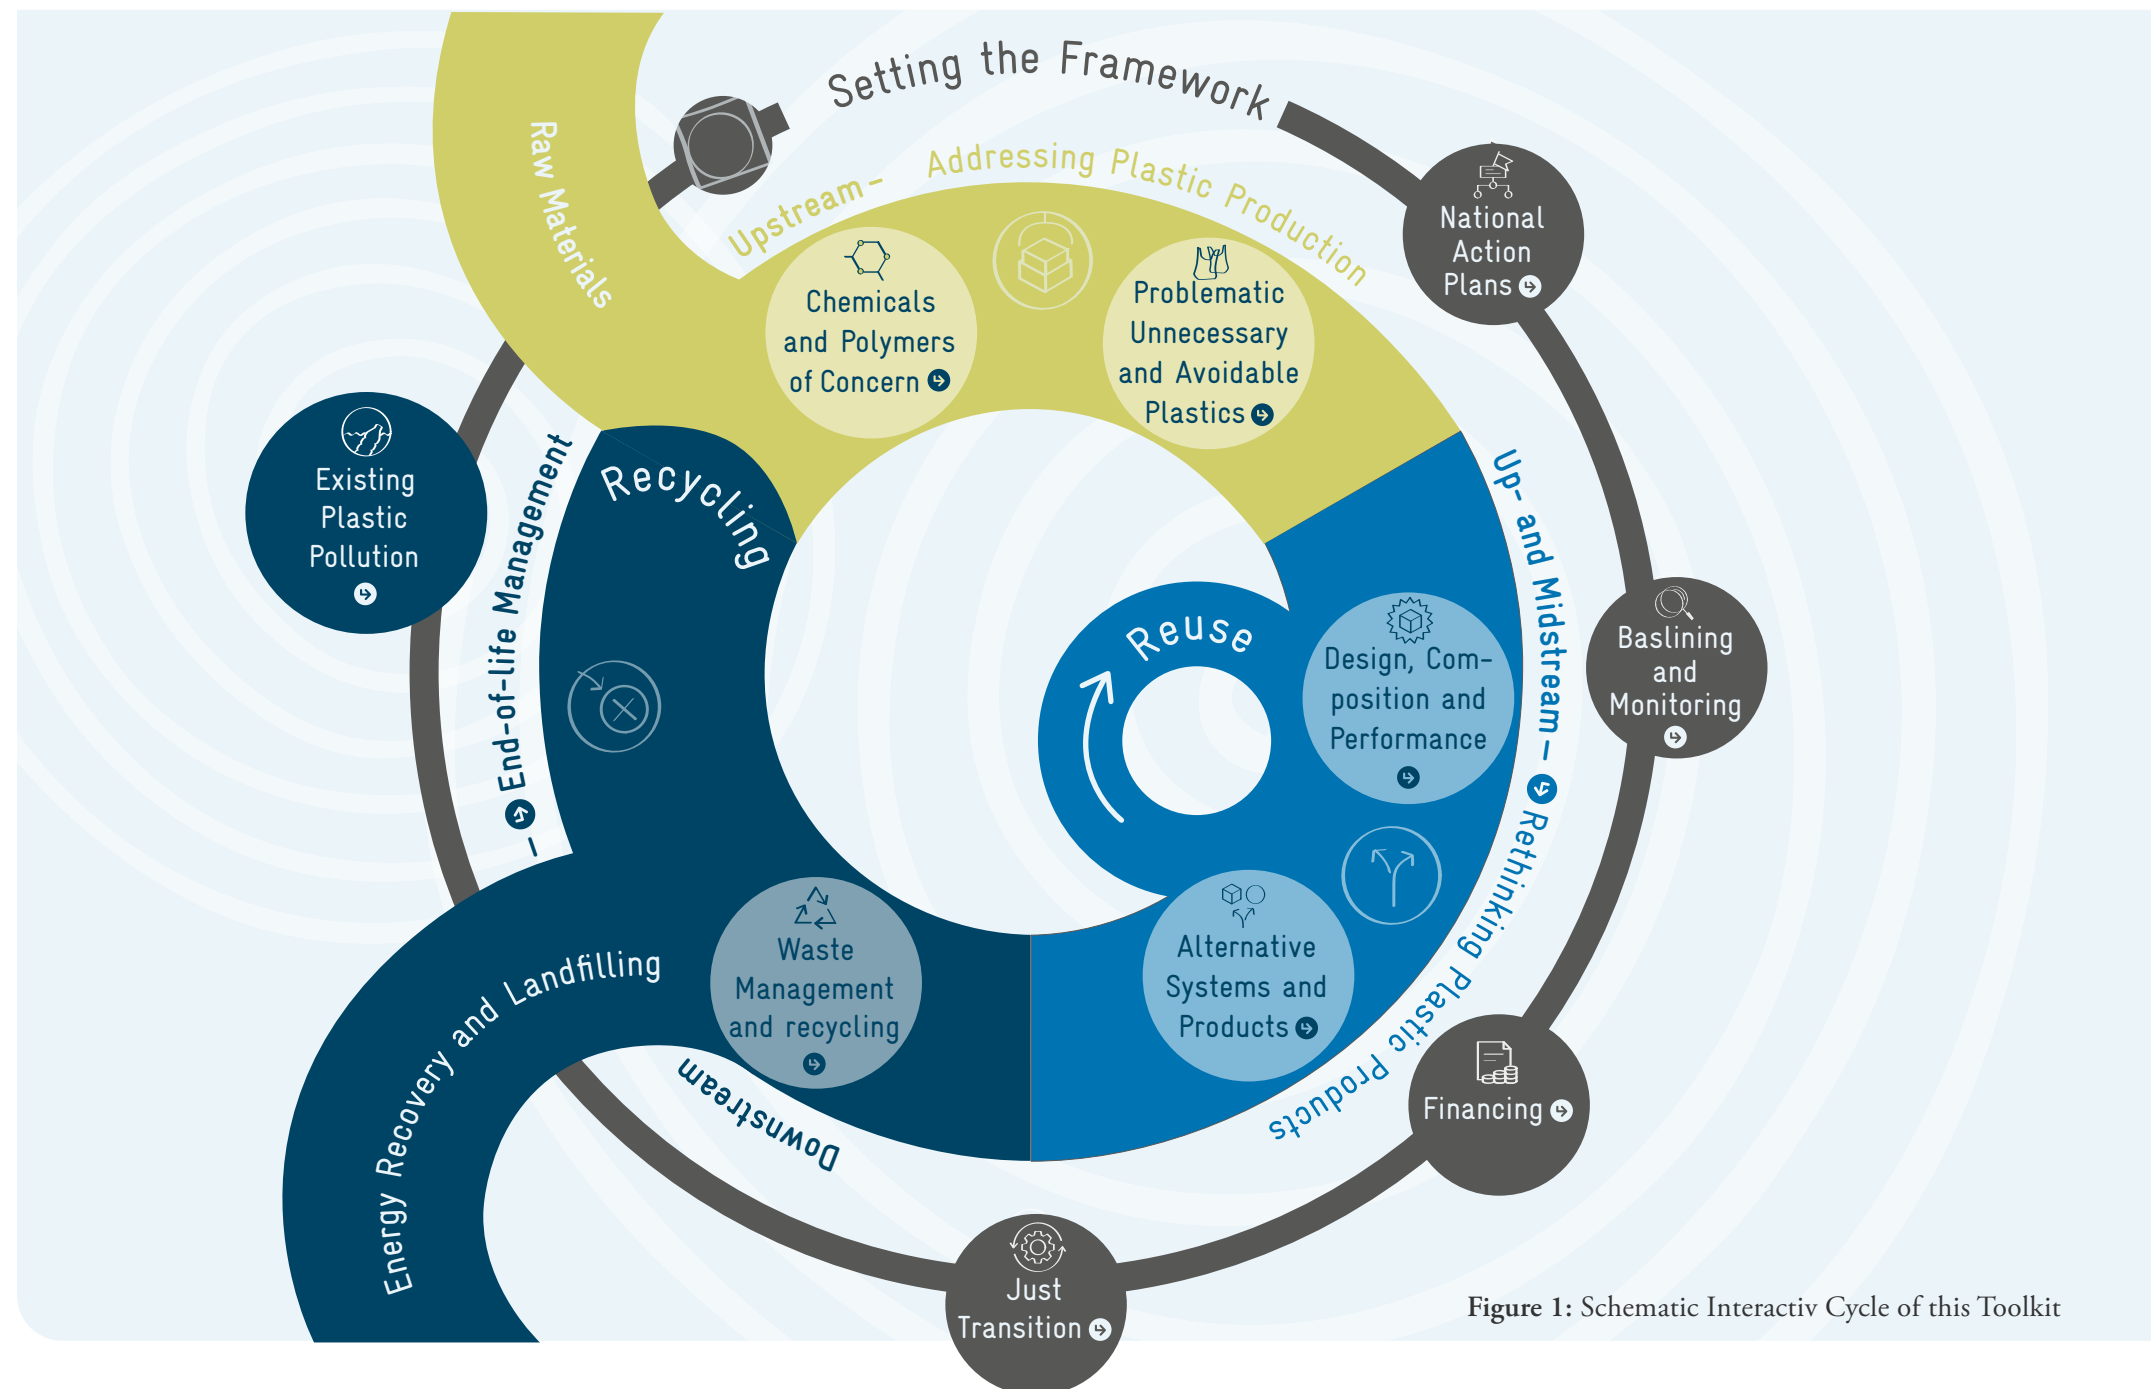 Setting the Framework
Raw Materials
Upstream – Addressing Plastic Production
Chemicals
and Polymers
of Concern
Problematic
Unnecessary
and Avoidable
Plastics
National
Action
Plans
Existing
Plastic
Pollution
Recycling
– End-of-life Management
Up- and Midstream – Rethinking Plastic Products
Reuse
Design, Com-
position and
Performance
Baslining
and
Monitoring
Alternative
Systems and
Products
Waste
Management
and recycling
Energy Recovery and Landfilling
Downstream
Financing
Just
Transition
Figure 1: Schematic Interactiv Cycle of this Toolkit